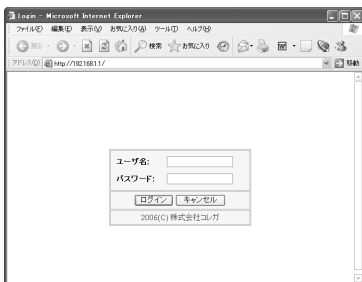 Login - Microsoft Internet Explorer
ファイル(F) 編集(E) 表示(V) お気に入り(A) ツール(T) ヘルプ(H)
戻る 検索 お気に入り
アドレス(D) http://192.168.1.1/ 移動
ユーザ名:
パスワード:
ログイン キャンセル
2006(C) 株式会社コレガ